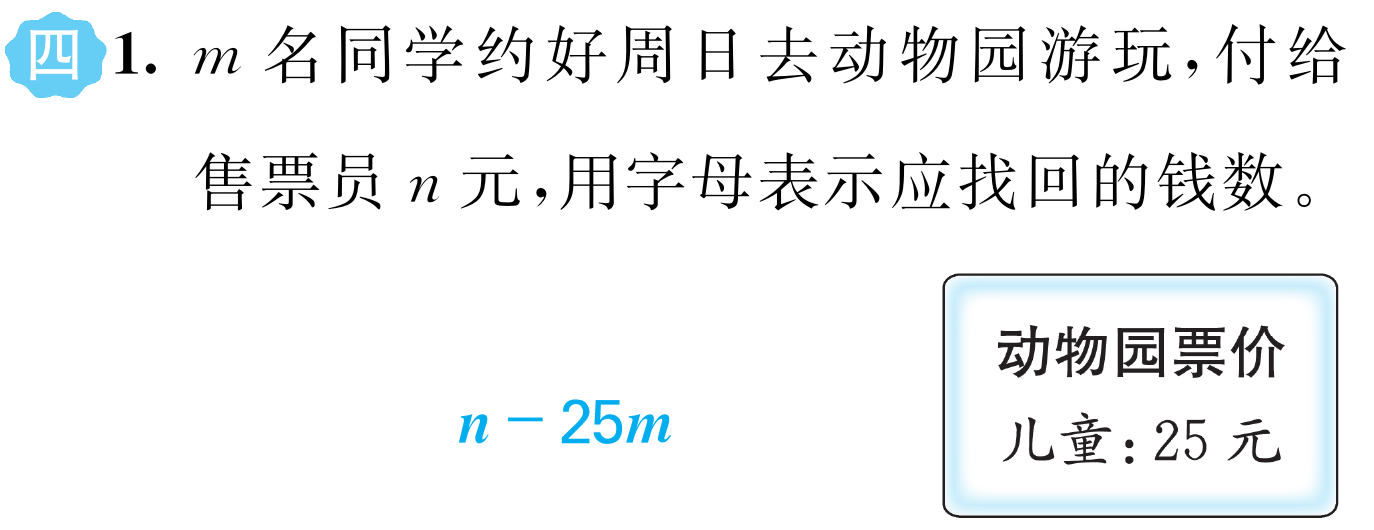 四 1. m 名同学约好周日去动物园游玩,付给
售票员 n 元,用字母表示应找回的钱数。
n - 25m
动物园票价
儿童:25 元